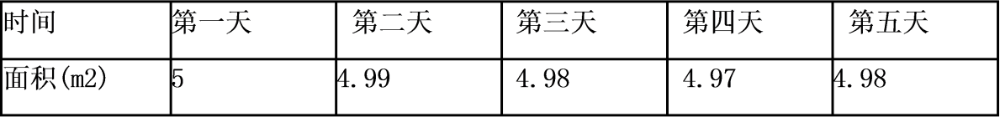 时间 第一天 第二天 第三天 第四天 第五天
面积(m2) 5 4.99 4.98 4.97 4.98